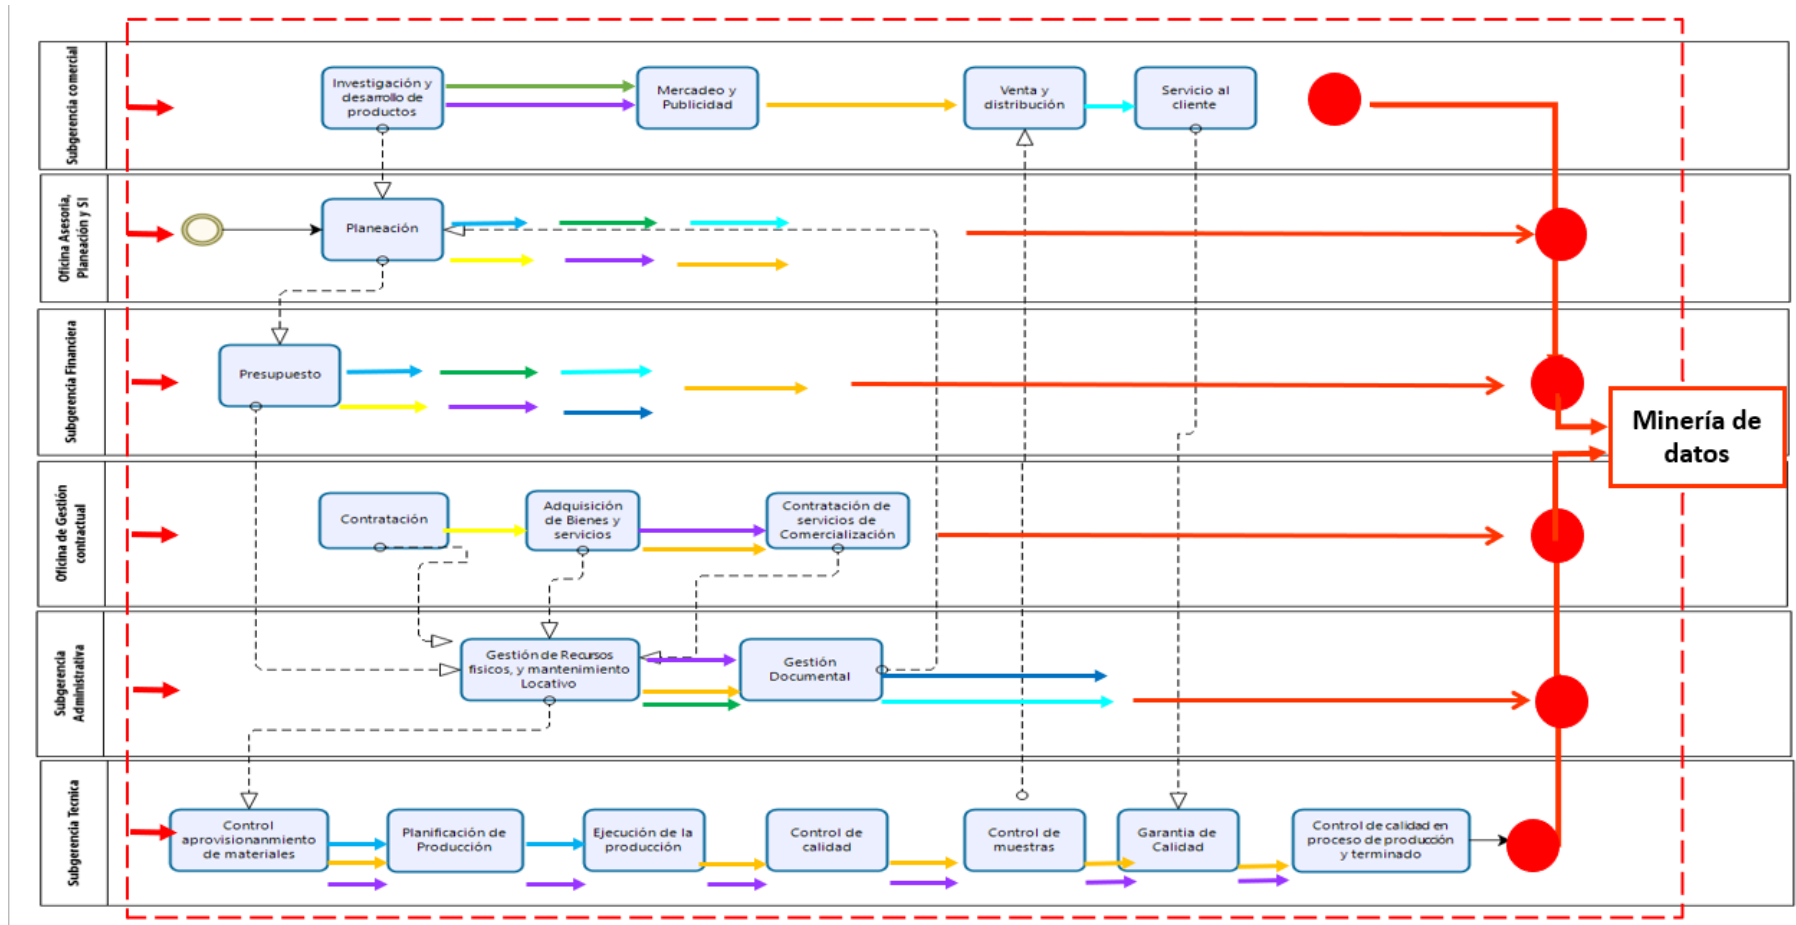 Subgerencia comercial
Investigación y
desarrollo de
productos
Mercadeo y
Publicidad
Venta y
distribución
Servicio al
cliente
Oficina Asesoria,
Planeación y SI
Planeación
Subgerencia Financiera
Presupuesto
Minería de
datos
Oficina de Gestión
contractual
Contratación
Adquisición
de Bienes y
servicios
Contratación de
servicios de
Comercialización
Subgerencia
Administrativa
Gestión de Recursos
fisicos, y mantenimiento
Locativo
Gestión
Documental
Subgerencia Tecnica
Control
aprovisionanmiento
de materiales
Planificación de
Producción
Ejecución de la
producción
Control de
calidad
Control de
muestras
Garantia de
Calidad
Control de calidad en
proceso de producción
y terminado